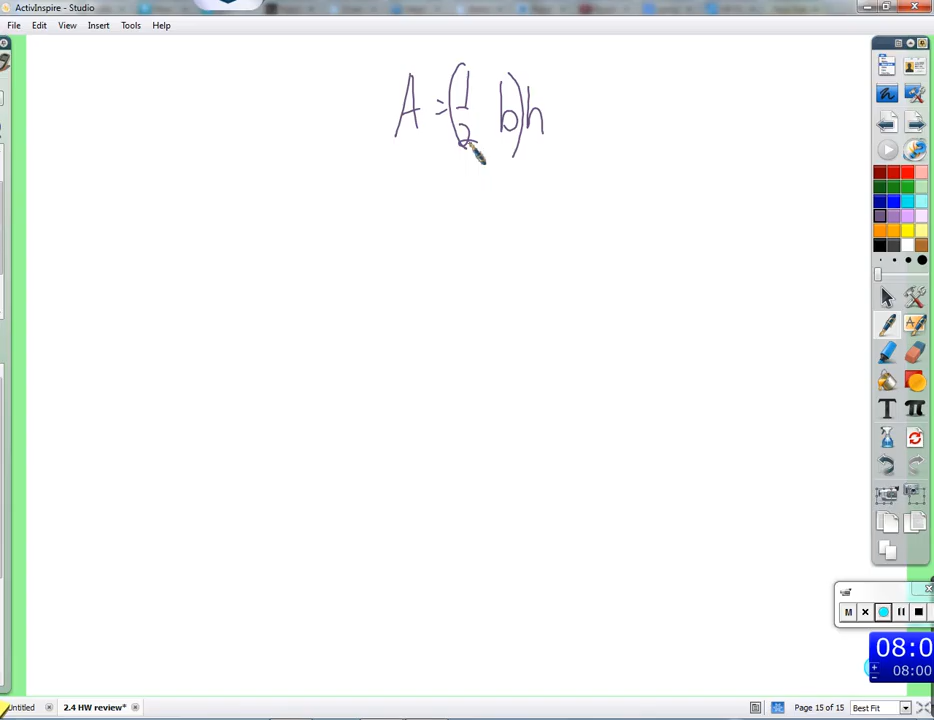 ActivInspire - Studio
File Edit View Insert Tools Help
A = (1/2 b)h
M
08:0
08:00
Untitled 2.4 HW review* Page 15 of 15 Best Fit